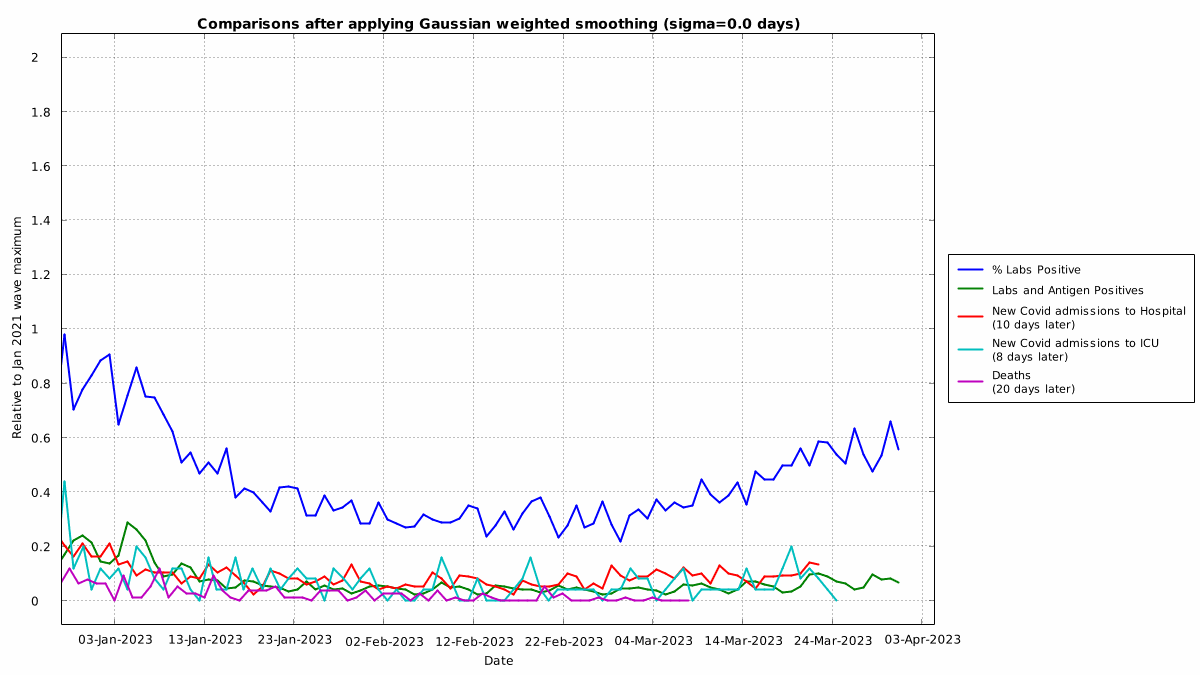 Comparisons after applying Gaussian weighted smoothing (sigma=0.0 days)
Relative to Jan 2021 wave maximum
2
1.8
1.6
1.4
1.2
1
0.8
0.6
0.4
0.2
0
03-Jan-2023 13-Jan-2023 23-Jan-2023 02-Feb-2023 12-Feb-2023 22-Feb-2023 04-Mar-2023 14-Mar-2023 24-Mar-2023 03-Apr-2023
Date
% Labs Positive
Labs and Antigen Positives
New Covid admissions to Hospital
(10 days later)
New Covid admissions to ICU
(8 days later)
Deaths
(20 days later)